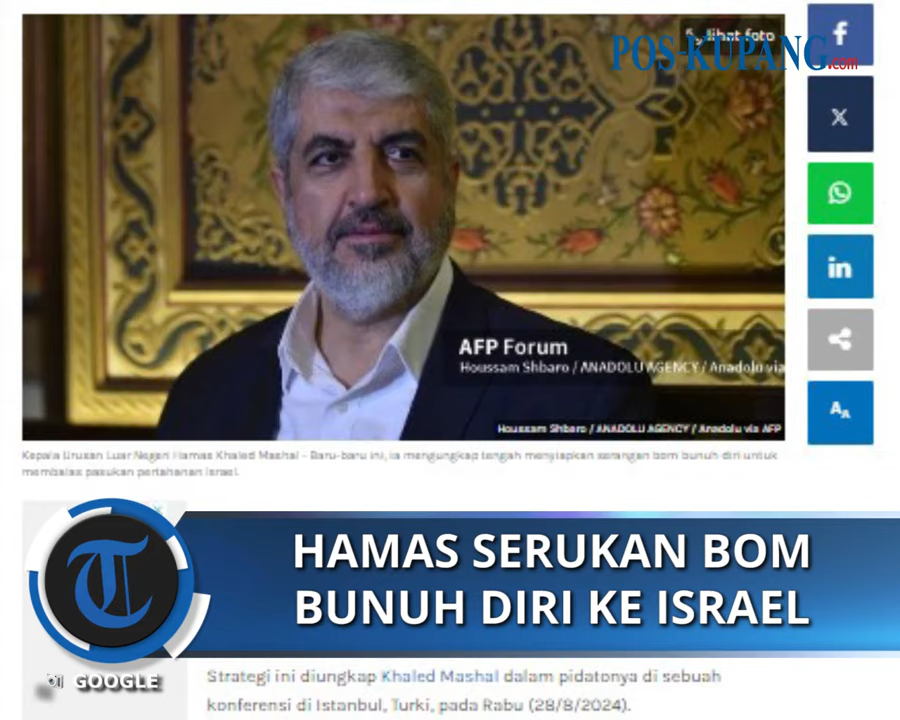 lihat foto
POS-KUPANG.com
f
X
in
AFP Forum
Houssam Shbaro / ANADOLU AGENCY / Anadolu via
AA
Houssam Shbaro / ANADOLU AGENCY / Anadolu via AFP
Kepala Urusan Luar Negeri Hamas Khaled Mashal - Baru-baru ini, ia mengungkap tengah menyiapkan serangan bom bunuh diri untuk
membalas pasukan pertahanan Israel.
HAMAS SERUKAN BOM
BUNUH DIRI KE ISRAEL
T
GOOGLE
Strategi ini diungkap Khaled Mashal dalam pidatonya di sebuah
konferensi di Istanbul, Turki, pada Rabu (28/8/2024).